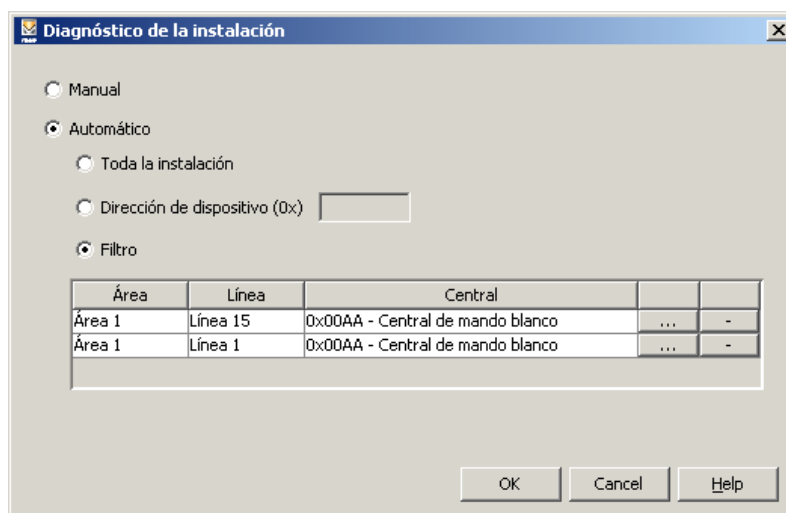 Diagnóstico de la instalación
Manual
Automático
Toda la instalación
Dirección de dispositivo (0x)
Filtro
Área Línea Central
Área 1 Línea 15 0x00AA - Central de mando blanco ... -
Área 1 Línea 1 0x00AA - Central de mando blanco ... -
OK Cancel Help